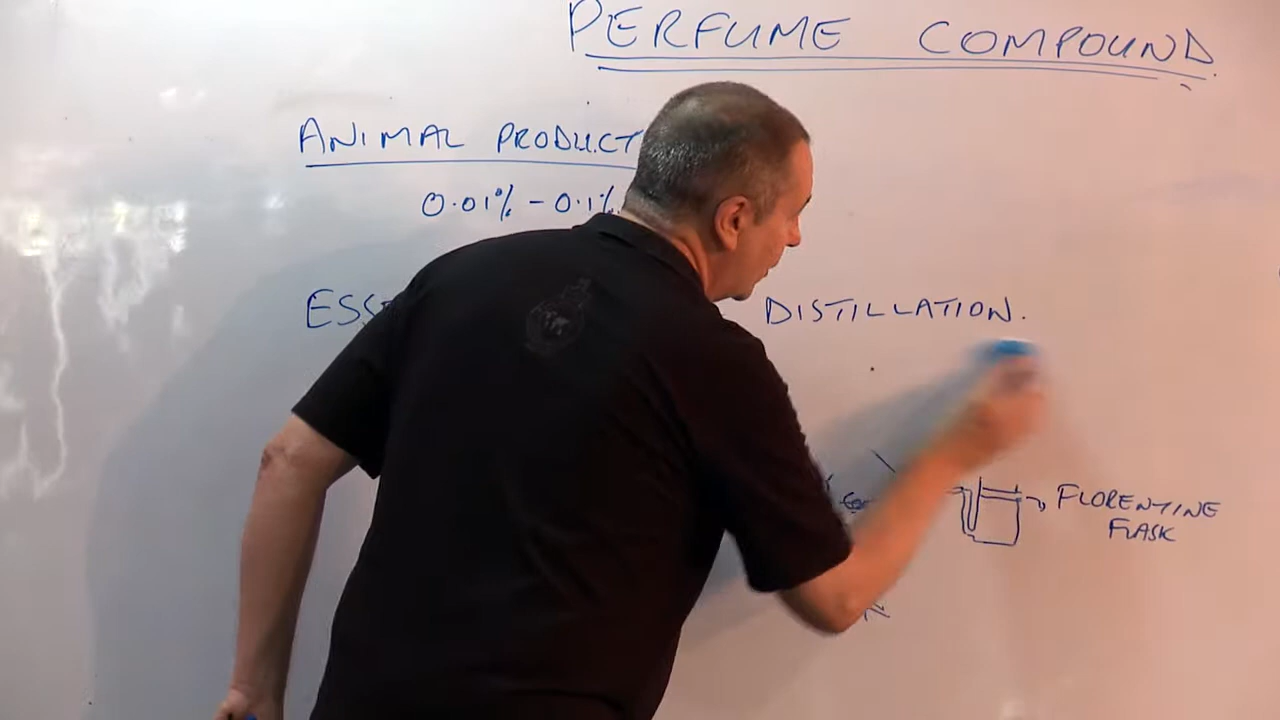 PERFUME COMPOUND
ANIMAL PRODUCT
0.01% - 0.1%
DISTILLATION.
FLORENTINE
FLASK